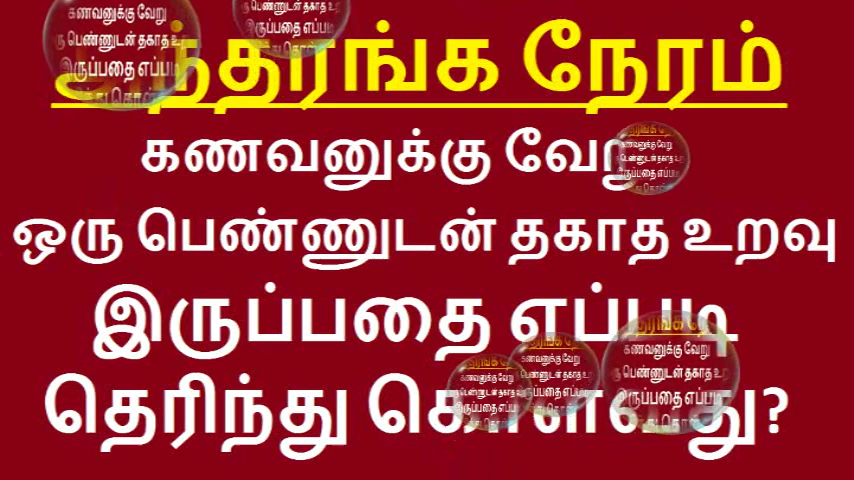 அந்தரங்க நேரம்
கணவனுக்கு வேறு
ஒரு பெண்ணுடன் தகாத உறவு
இருப்பதை எப்படி
தெரிந்து கொள்வது?